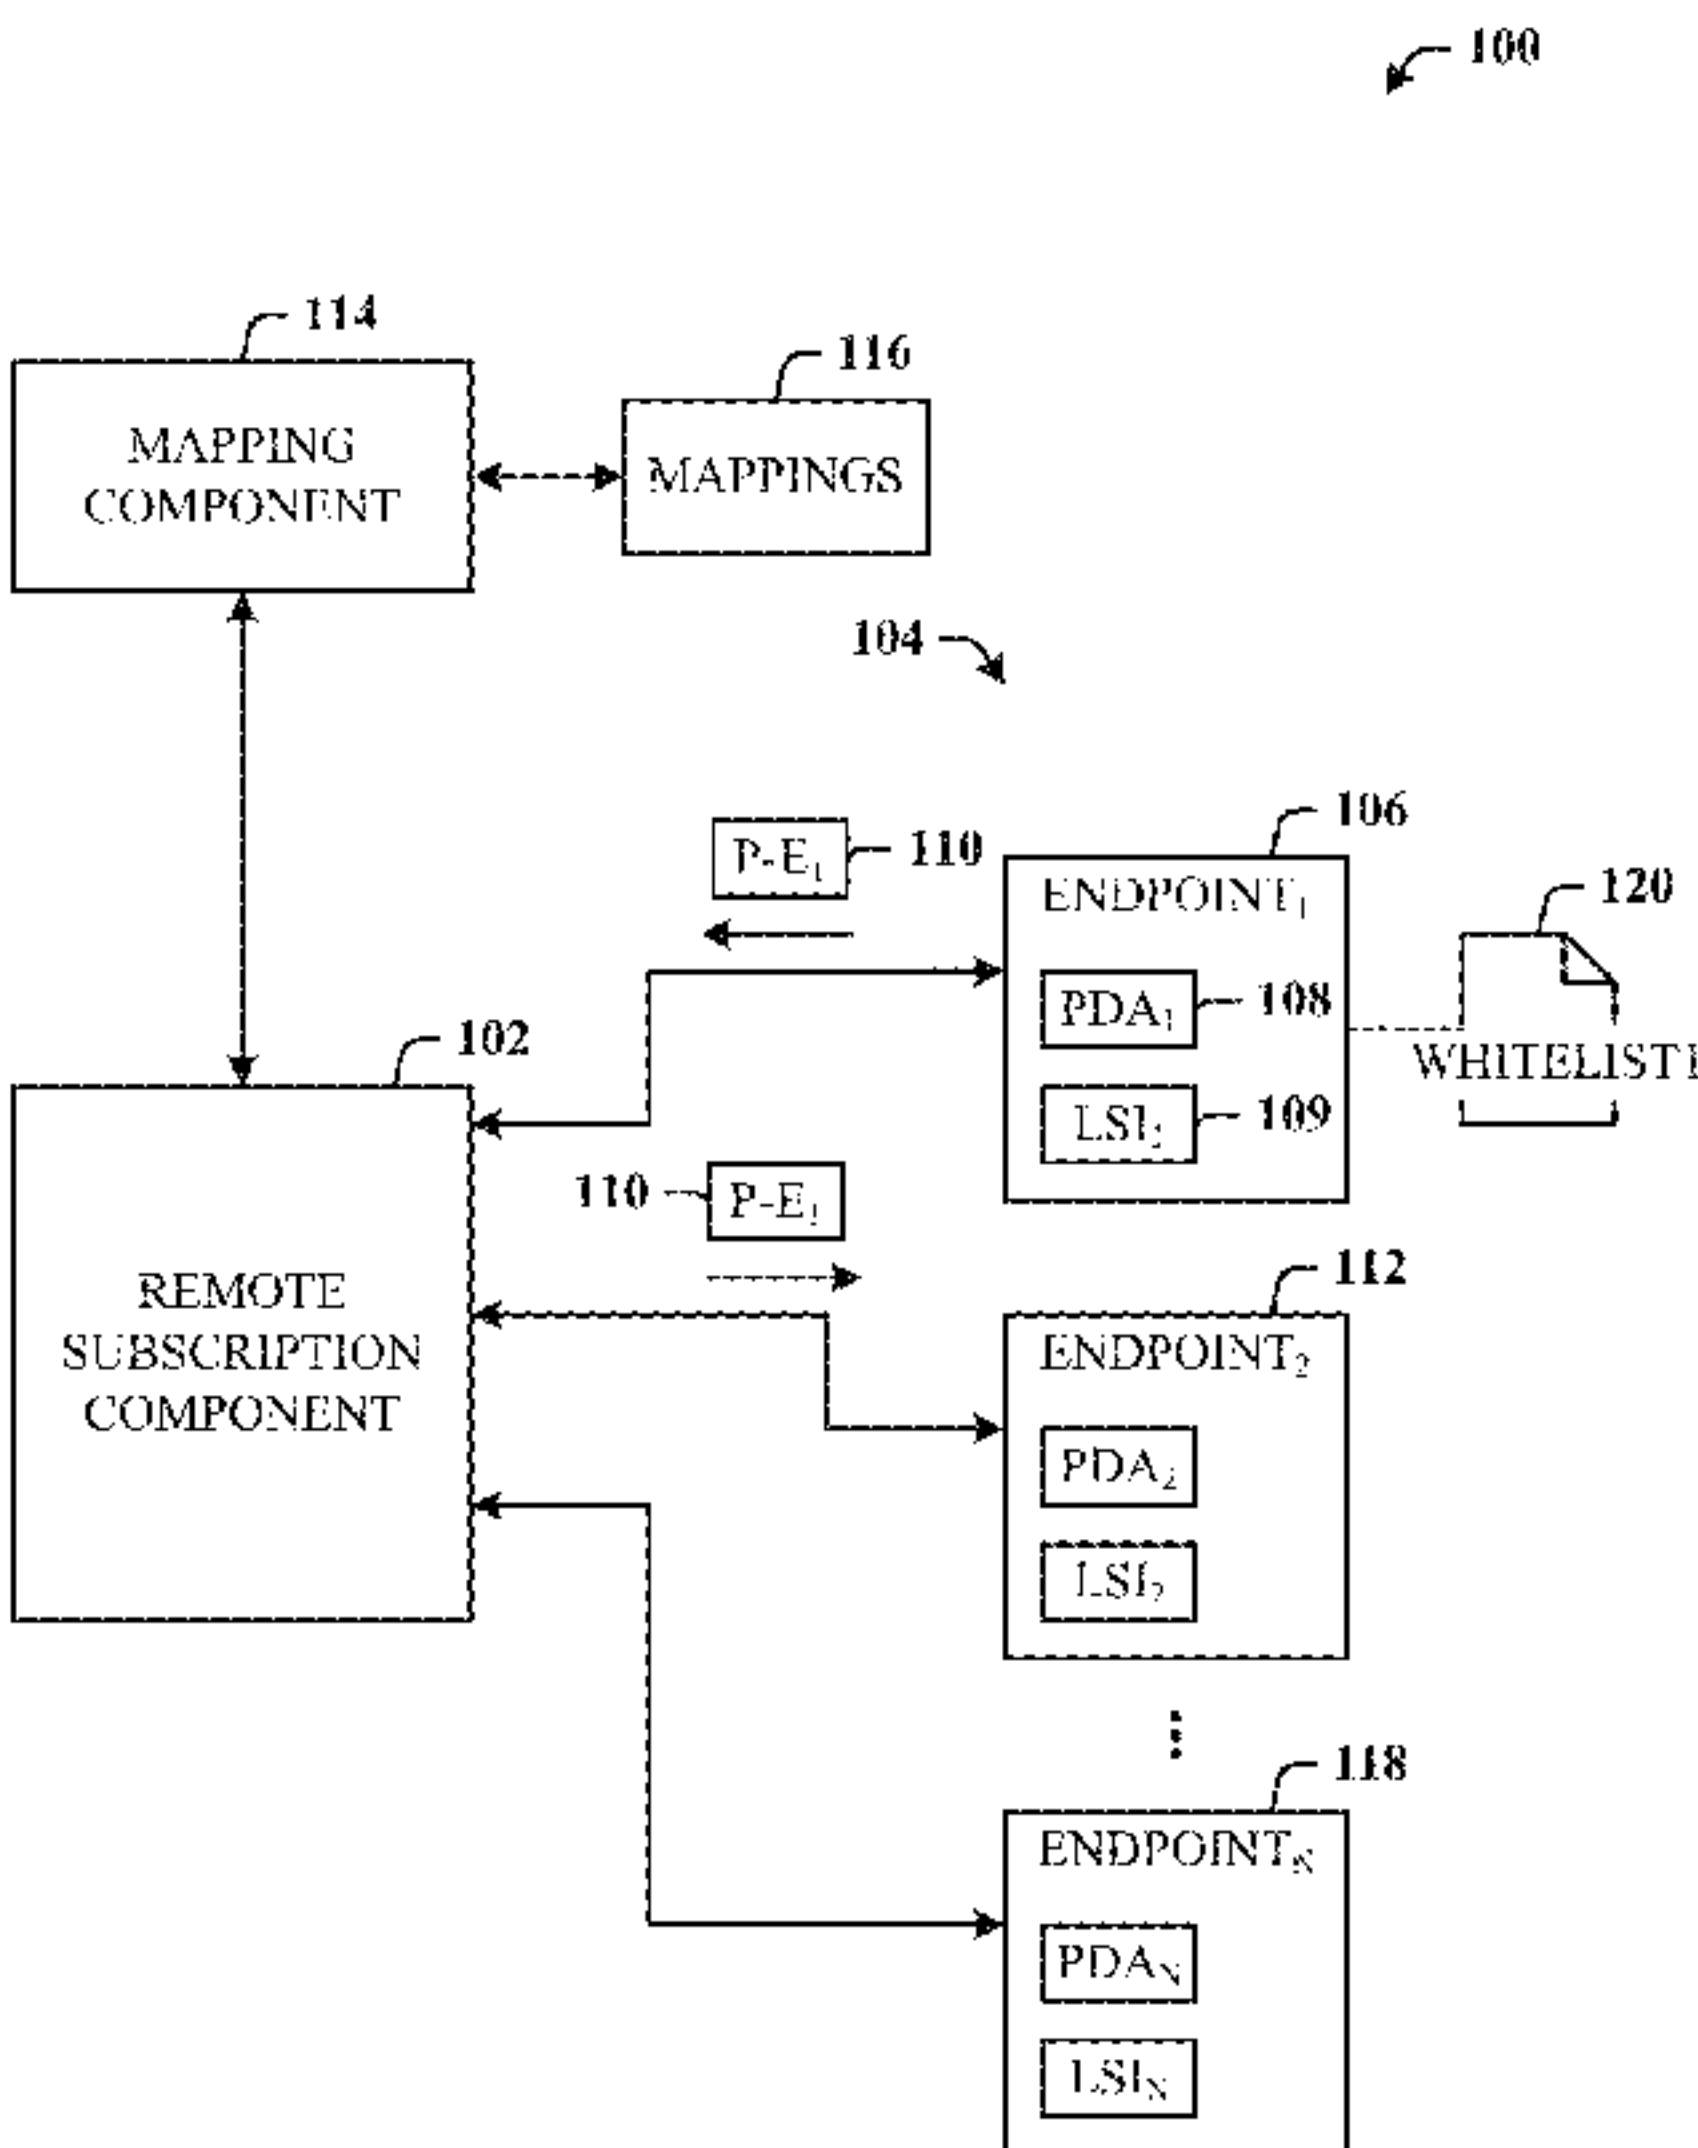 100
114
MAPPING
COMPONENT
116
MAPPINGS
104
106
110
P-E1
ENDPOINT1
120
PDA1
108
WHITELIST1
LSI1
109
102
110
P-E1
REMOTE
SUBSCRIPTION
COMPONENT
112
ENDPOINT2
PDA2
LSI2
118
ENDPOINTN
PDAN
LSIN